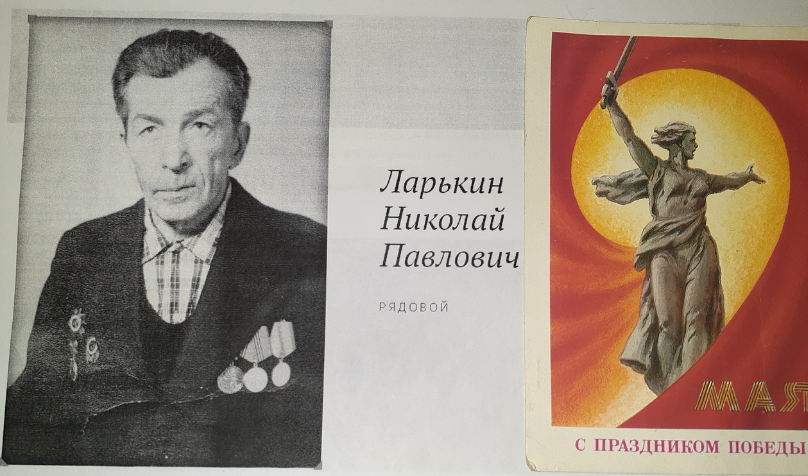 Ларькин
Николай
Павлович
РЯДОВОЙ
МАЯ
С ПРАЗДНИКОМ ПОБЕДЫ